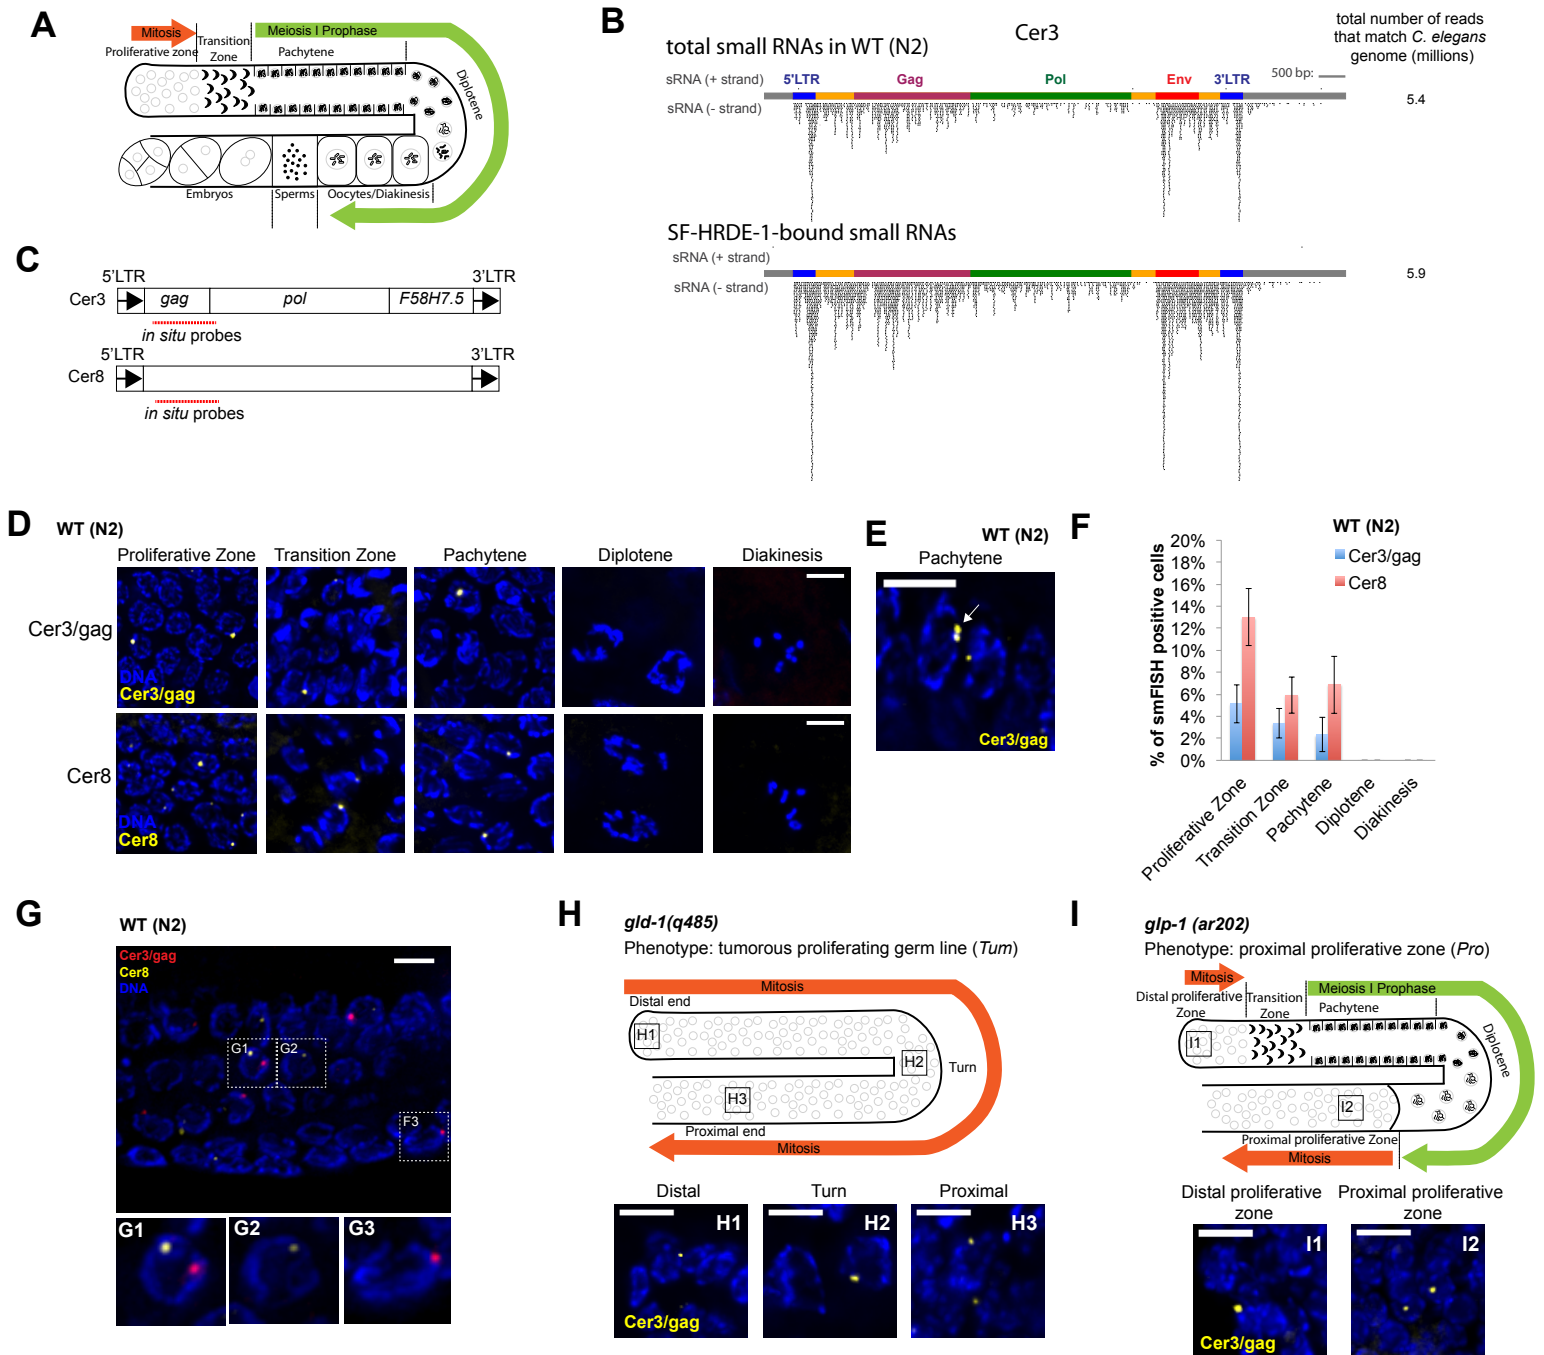 A
Mitosis
Meiosis I Prophase
Proliferative zone
Transition Zone
Pachytene
Diplotene
Embryos
Sperms
Oocytes/Diakinesis
B
Cer3
total number of reads that match C. elegans genome (millions)
total small RNAs in WT (N2)
sRNA (+ strand)
5'LTR
Gag
Pol
Env
3'LTR
500 bp:
sRNA (- strand)
5.4
SF-HRDE-1-bound small RNAs
sRNA (+ strand)
sRNA (- strand)
5.9
C
5'LTR
3'LTR
Cer3
gag
pol
F58H7.5
in situ probes
5'LTR
3'LTR
Cer8
in situ probes
D
WT (N2)
Proliferative Zone
Transition Zone
Pachytene
Diplotene
Diakinesis
Cer3/gag
DNA
Cer3/gag
Cer8
DNA
Cer8
E
WT (N2)
Pachytene
Cer3/gag
F
WT (N2)
Cer3/gag
Cer8
% of smFISH positive cells
20%
18%
16%
14%
12%
10%
8%
6%
4%
2%
0%
Proliferative Zone
Transition Zone
Pachytene
Diplotene
Diakinesis
G
WT (N2)
Cer3/gag
Cer8
DNA
G1
G2
F3
G1
G2
G3
H
gld-1(q485)
Phenotype: tumorous proliferating germ line (Tum)
Mitosis
Distal end
H1
H2
Turn
H3
Proximal end
Mitosis
Distal
Turn
Proximal
H1
H2
H3
Cer3/gag
I
glp-1 (ar202)
Phenotype: proximal proliferative zone (Pro)
Mitosis
Meiosis I Prophase
Distal proliferative Zone
Transition Zone
Pachytene
I1
Diplotene
I2
Proximal proliferative Zone
Mitosis
Distal proliferative zone
Proximal proliferative zone
I1
I2
Cer3/gag